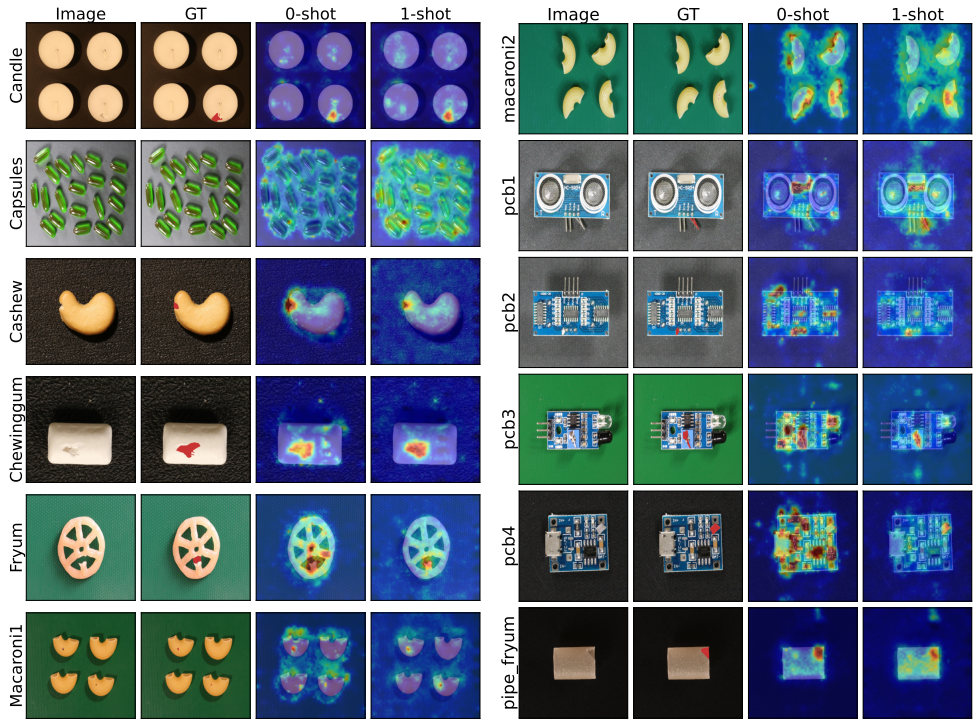 Image GT 0-shot 1-shot
Candle
Capsules
Cashew
Chewinggum
Fryum
Macaroni1
Image GT 0-shot 1-shot
macaroni2
pcb1
pcb2
pcb3
pcb4
pipe_fryum